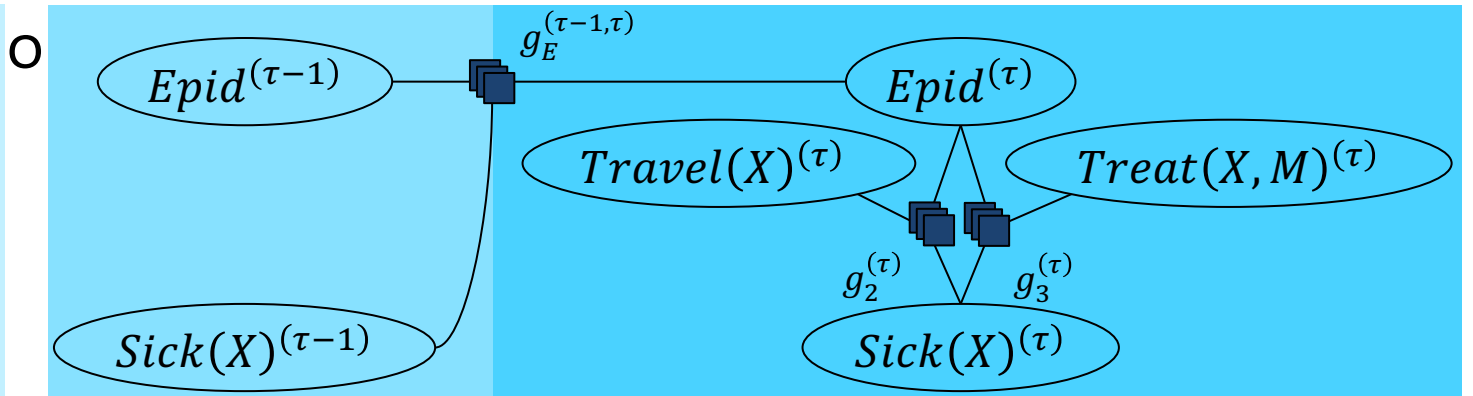 o
g_E^{(τ−1,τ)}
Epid^{(τ−1)}
Epid^{(τ)}
Travel(X)^{(τ)}
Treat(X, M)^{(τ)}
g_2^{(τ)}
g_3^{(τ)}
Sick(X)^{(τ−1)}
Sick(X)^{(τ)}